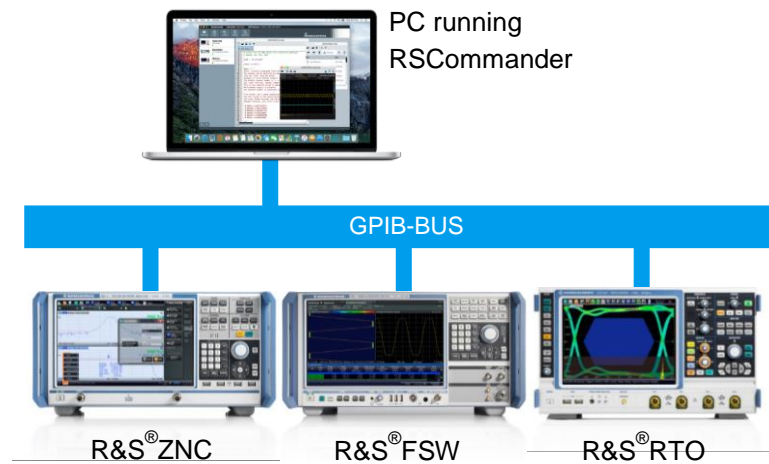 PC running
RSCommander
GPIB-BUS
R&S®ZNC
R&S®FSW
R&S®RTO